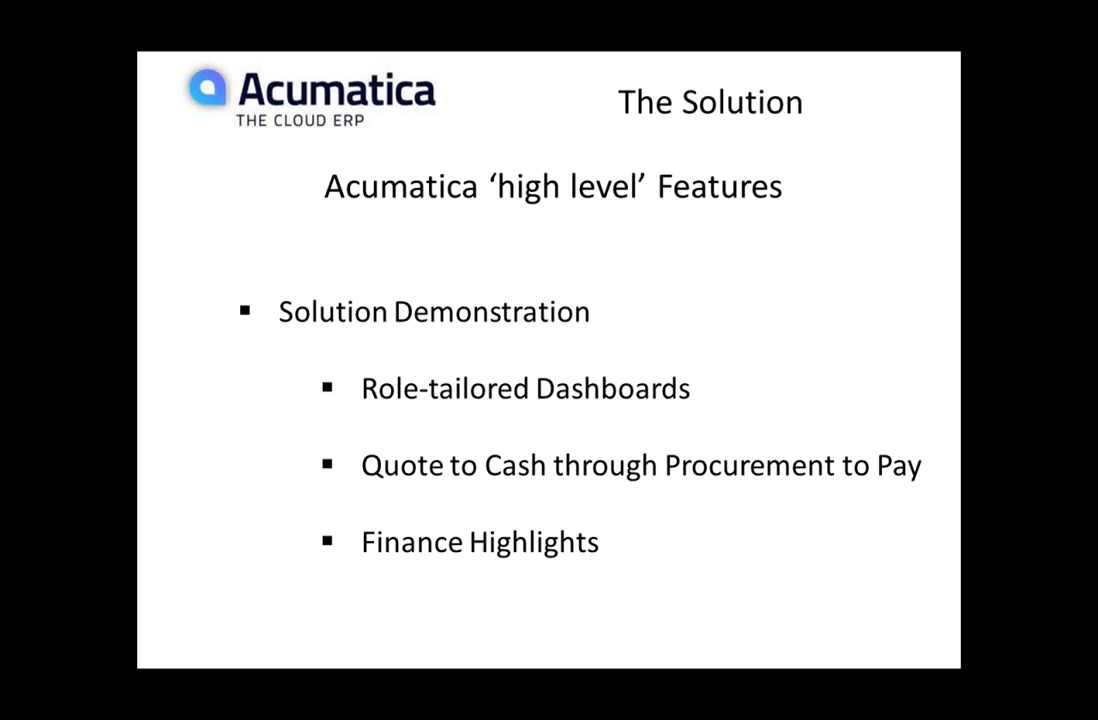 Acumatica
THE CLOUD ERP
The Solution
Acumatica ‘high level’ Features
▪ Solution Demonstration
▪ Role-tailored Dashboards
▪ Quote to Cash through Procurement to Pay
▪ Finance Highlights